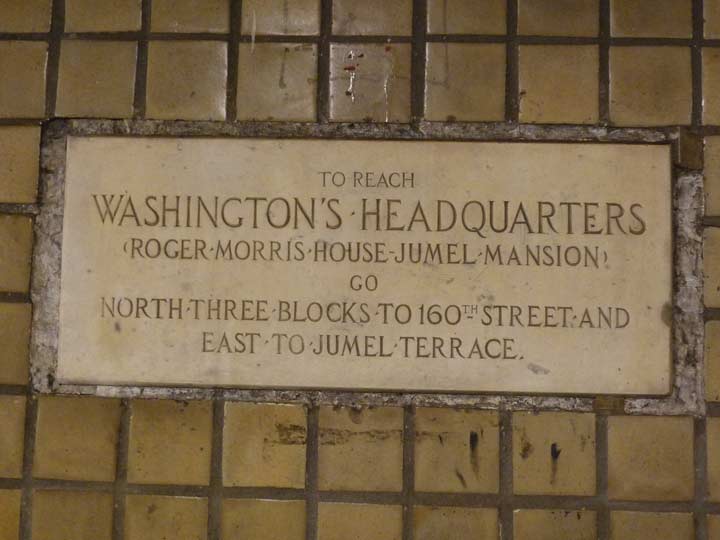 TO REACH
WASHINGTON'S·HEADQUARTERS
(ROGER·MORRIS·HOUSE-JUMEL·MANSION)
GO
NORTH·THREE·BLOCKS·TO·160TH·STREET·AND
EAST·TO·JUMEL·TERRACE.